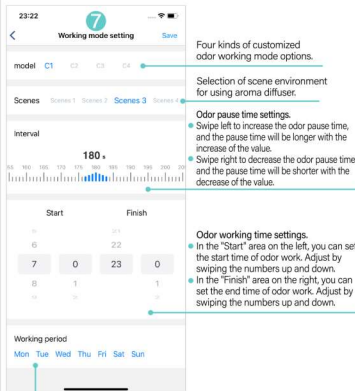 23:22
7
Working mode setting
Save
model C1 C2 C3 C4
Scenes Scenes 1 Scenes 2 Scenes 3 Scenes 4
Interval
180 s
160 165 170 175 180 185 190 195 200
Start Finish
6 22
7 0 23 0
8 1 1
Working period
Mon Tue Wed Thu Fri Sat Sun
Four kinds of customized
odor working mode options.
Selection of scene environment
for using aroma diffuser.
Odor pause time settings.
Swipe left to increase the odor pause time,
and the pause time will be longer with the
increase of the value.
Swipe right to decrease the odor pause time
and the pause time will be shorter with the
decrease of the value.
Odor working time settings.
In the "Start" area on the left, you can set
the start time of odor work. Adjust by
swiping the numbers up and down.
In the "Finish" area on the right, you can
set the end time of odor work. Adjust by
swiping the numbers up and down.